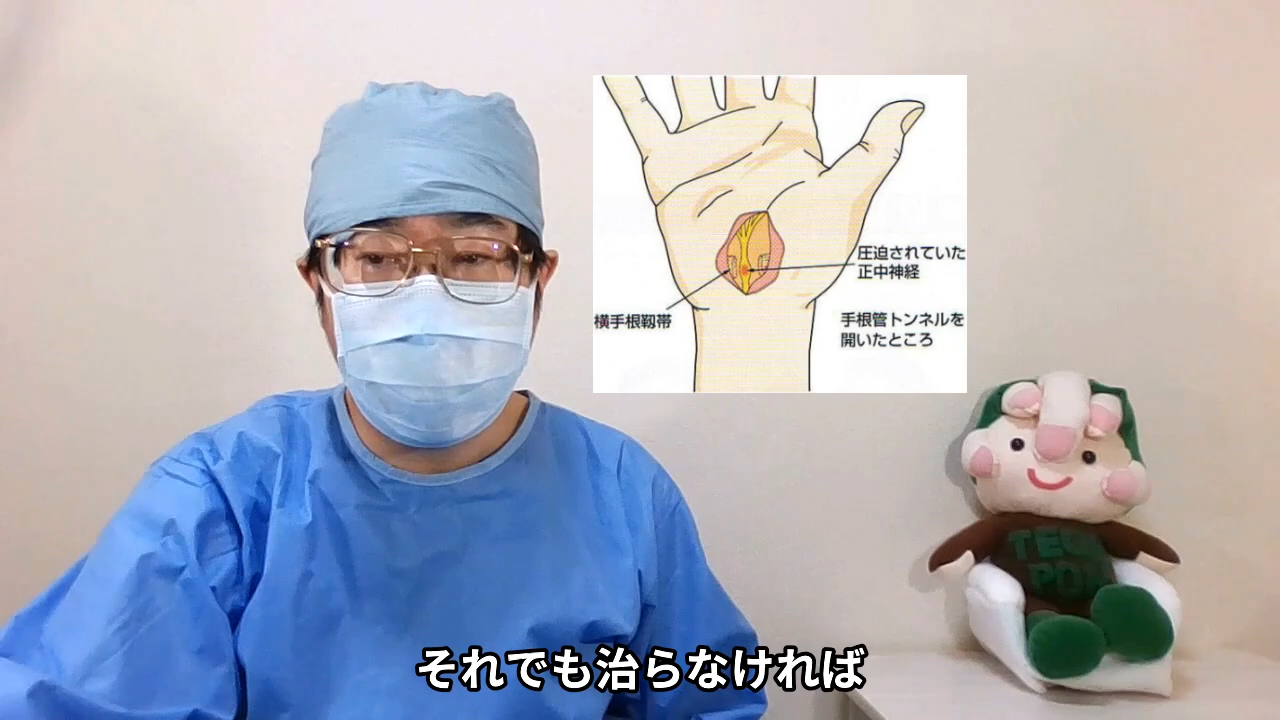 圧迫されていた
正中神経
横手根靱帯
手根管トンネルを
開いたところ
それでも治らなければ